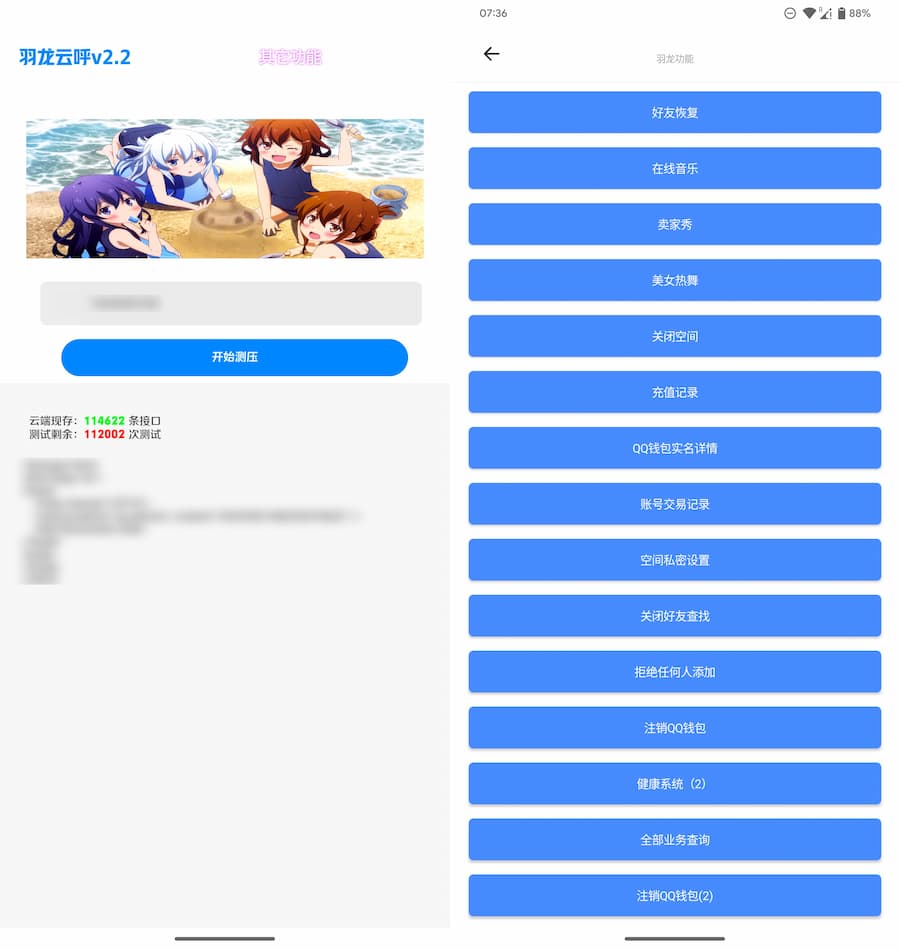 羽龙云呼v2.2
其它功能
开始测压
云端现存：114622 条接口
测试剩余：112002 次测试
07:36
R
88%
羽龙功能
好友恢复
在线音乐
卖家秀
美女热舞
关闭空间
充值记录
QQ钱包实名详情
账号交易记录
空间私密设置
关闭好友查找
拒绝任何人添加
注销QQ钱包
健康系统（2）
全部业务查询
注销QQ钱包(2)